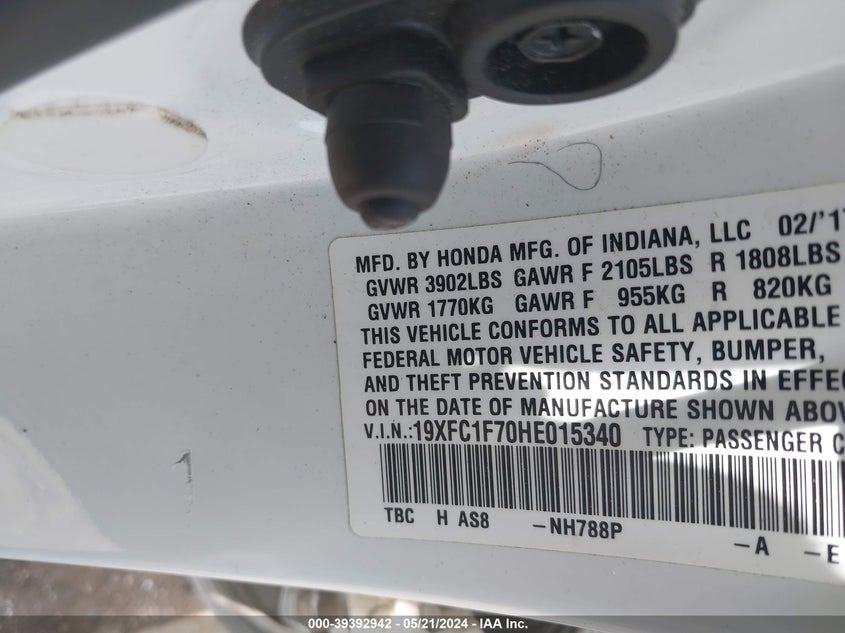 MFD. BY HONDA MFG. OF INDIANA, LLC 02/'17
GVWR 3902LBS GAWR F 2105LBS R 1808LBS
GVWR 1770KG GAWR F 955KG R 820KG
THIS VEHICLE CONFORMS TO ALL APPLICABLE
FEDERAL MOTOR VEHICLE SAFETY, BUMPER,
AND THEFT PREVENTION STANDARDS IN EFFE
ON THE DATE OF MANUFACTURE SHOWN ABOV
V.I.N.:19XFC1F70HE015340 TYPE: PASSENGER C
TBC H AS8 -NH788P -A -E
000-39392942 - 05/21/2024 - IAA Inc.